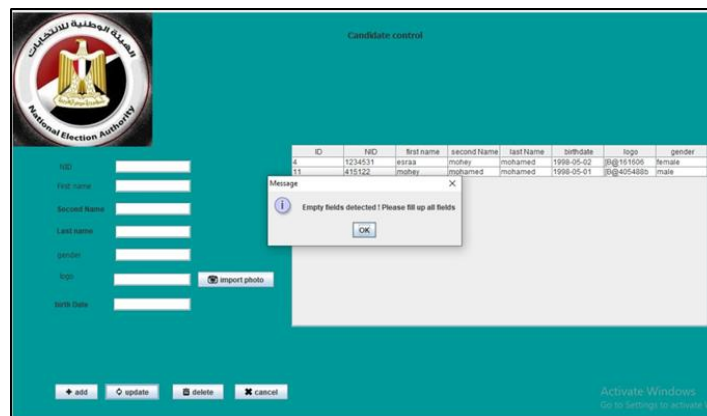 الهيئة الوطنية للانتخابات
National Election Authority
Candidate control
ID NID first name second Name last Name birthdate logo gender
4 1234531 esraa mohey mohamed 1998-05-02 [B@161606 female
11 415122 mohey mohamed mohamed 1998-05-01 [B@405488b male
NID
First name
Second Name
Last name
gender
logo
import photo
Birth Date
Message
Empty fields detected ! Please fill up all fields
OK
add update delete cancel
Activate Windows
Go to Settings to activate